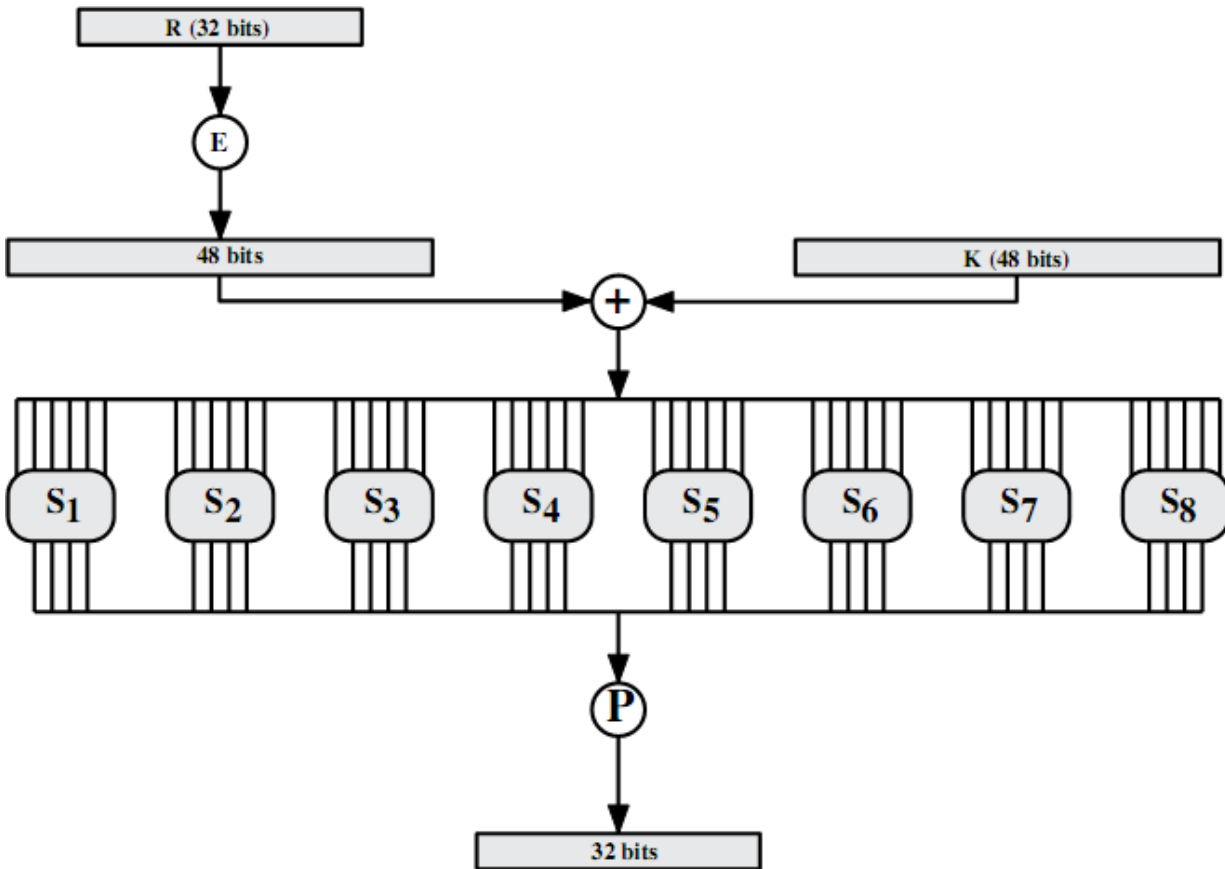 R (32 bits)
E
48 bits
K (48 bits)
+
S1 S2 S3 S4 S5 S6 S7 S8
P
32 bits